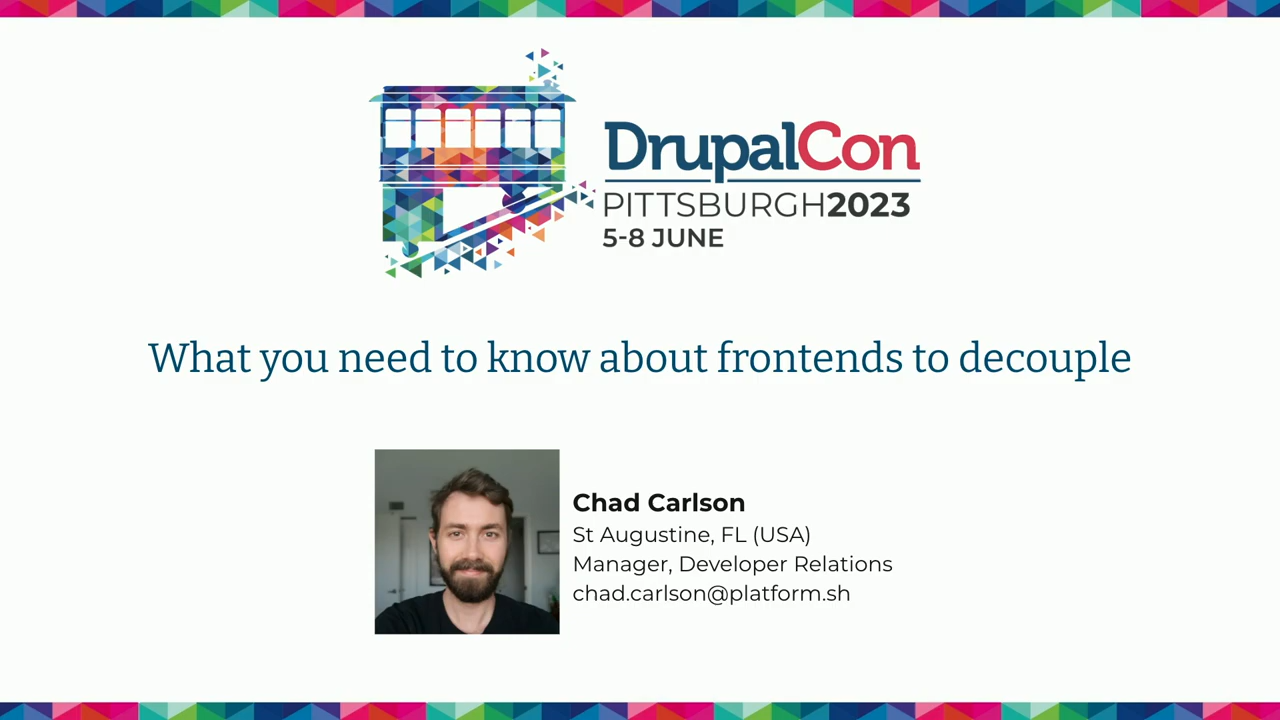 DrupalCon
PITTSBURGH2023
5-8 JUNE
What you need to know about frontends to decouple
Chad Carlson
St Augustine, FL (USA)
Manager, Developer Relations
chad.carlson@platform.sh